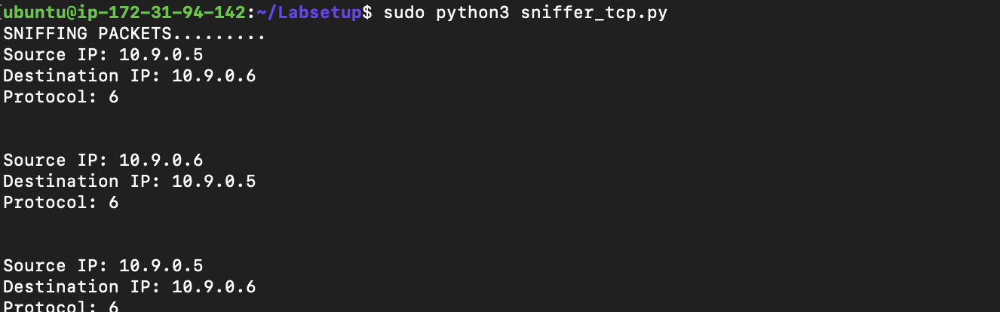 ubuntu@ip-172-31-94-142:~/Labsetup$ sudo python3 sniffer_tcp.py
SNIFFING PACKETS.........
Source IP: 10.9.0.5
Destination IP: 10.9.0.6
Protocol: 6
Source IP: 10.9.0.6
Destination IP: 10.9.0.5
Protocol: 6
Source IP: 10.9.0.5
Destination IP: 10.9.0.6
Protocol: 6